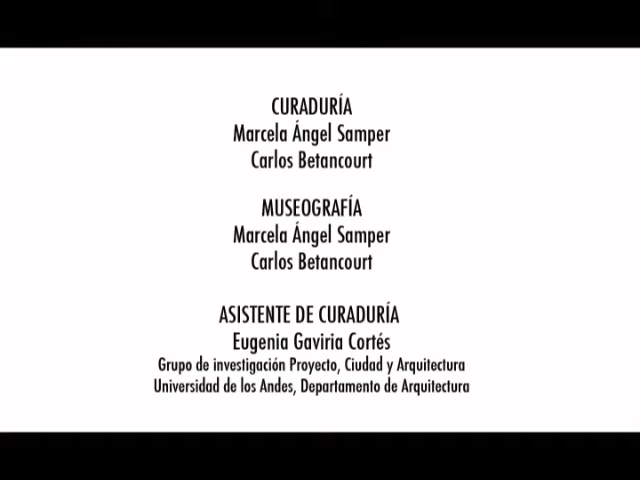 CURADURÍA
Marcela Ángel Samper
Carlos Betancourt
MUSEOGRAFÍA
Marcela Ángel Samper
Carlos Betancourt
ASISTENTE DE CURADURÍA
Eugenia Gaviria Cortés
Grupo de investigación Proyecto, Ciudad y Arquitectura
Universidad de los Andes, Departamento de Arquitectura